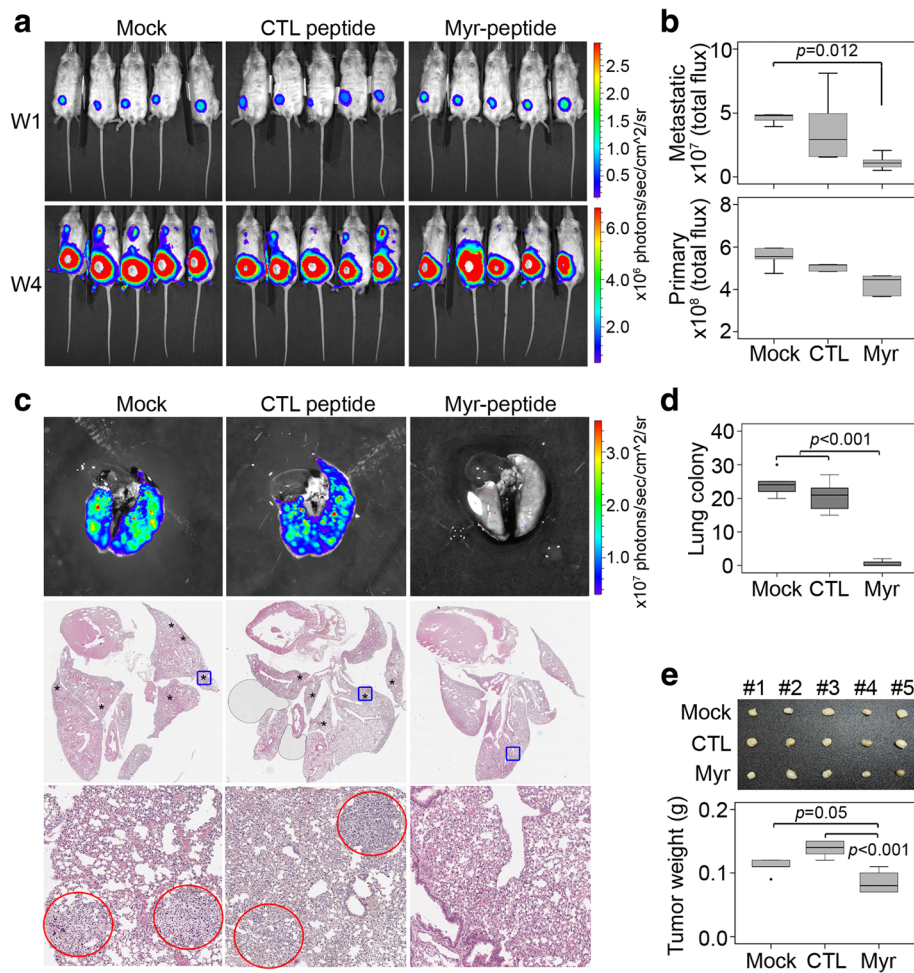 a
Mock
CTL peptide
Myr-peptide
W1
2.5
2.0
1.5
1.0
0.5
W4
6.0
4.0
2.0
x10⁶ photons/sec/cm^2/sr
b
Metastatic
x10⁷ (total flux)
10
5
0
p=0.012
Primary
x10⁸ (total flux)
8
6
4
2
Mock
CTL
Myr
c
Mock
CTL peptide
Myr-peptide
3.0
2.0
1.0
x10⁷ photons/sec/cm^2/sr
* * * * * *
* * * * *
d
Lung colony
40
30
20
10
0
p<0.001
Mock
CTL
Myr
e
#1 #2 #3 #4 #5
Mock
CTL
Myr
Tumor weight (g)
0.2
0.1
0.0
p=0.05
p<0.001
Mock
CTL
Myr